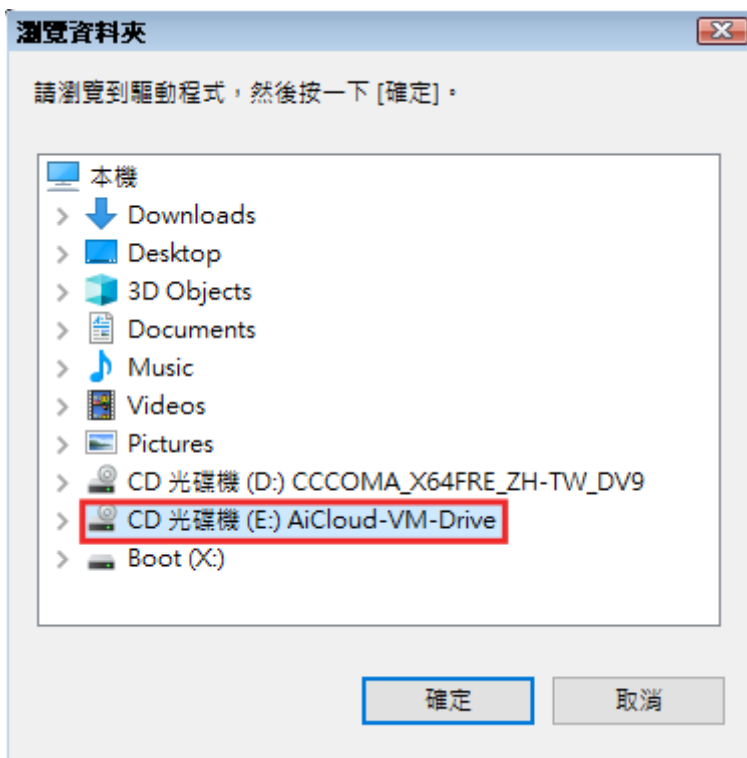 瀏覽資料夾
請瀏覽到驅動程式，然後按一下 [確定]。
本機
Downloads
Desktop
3D Objects
Documents
Music
Videos
Pictures
CD 光碟機 (D:) CCCOMA_X64FRE_ZH-TW_DV9
CD 光碟機 (E:) AiCloud-VM-Drive
Boot (X:)
確定 取消